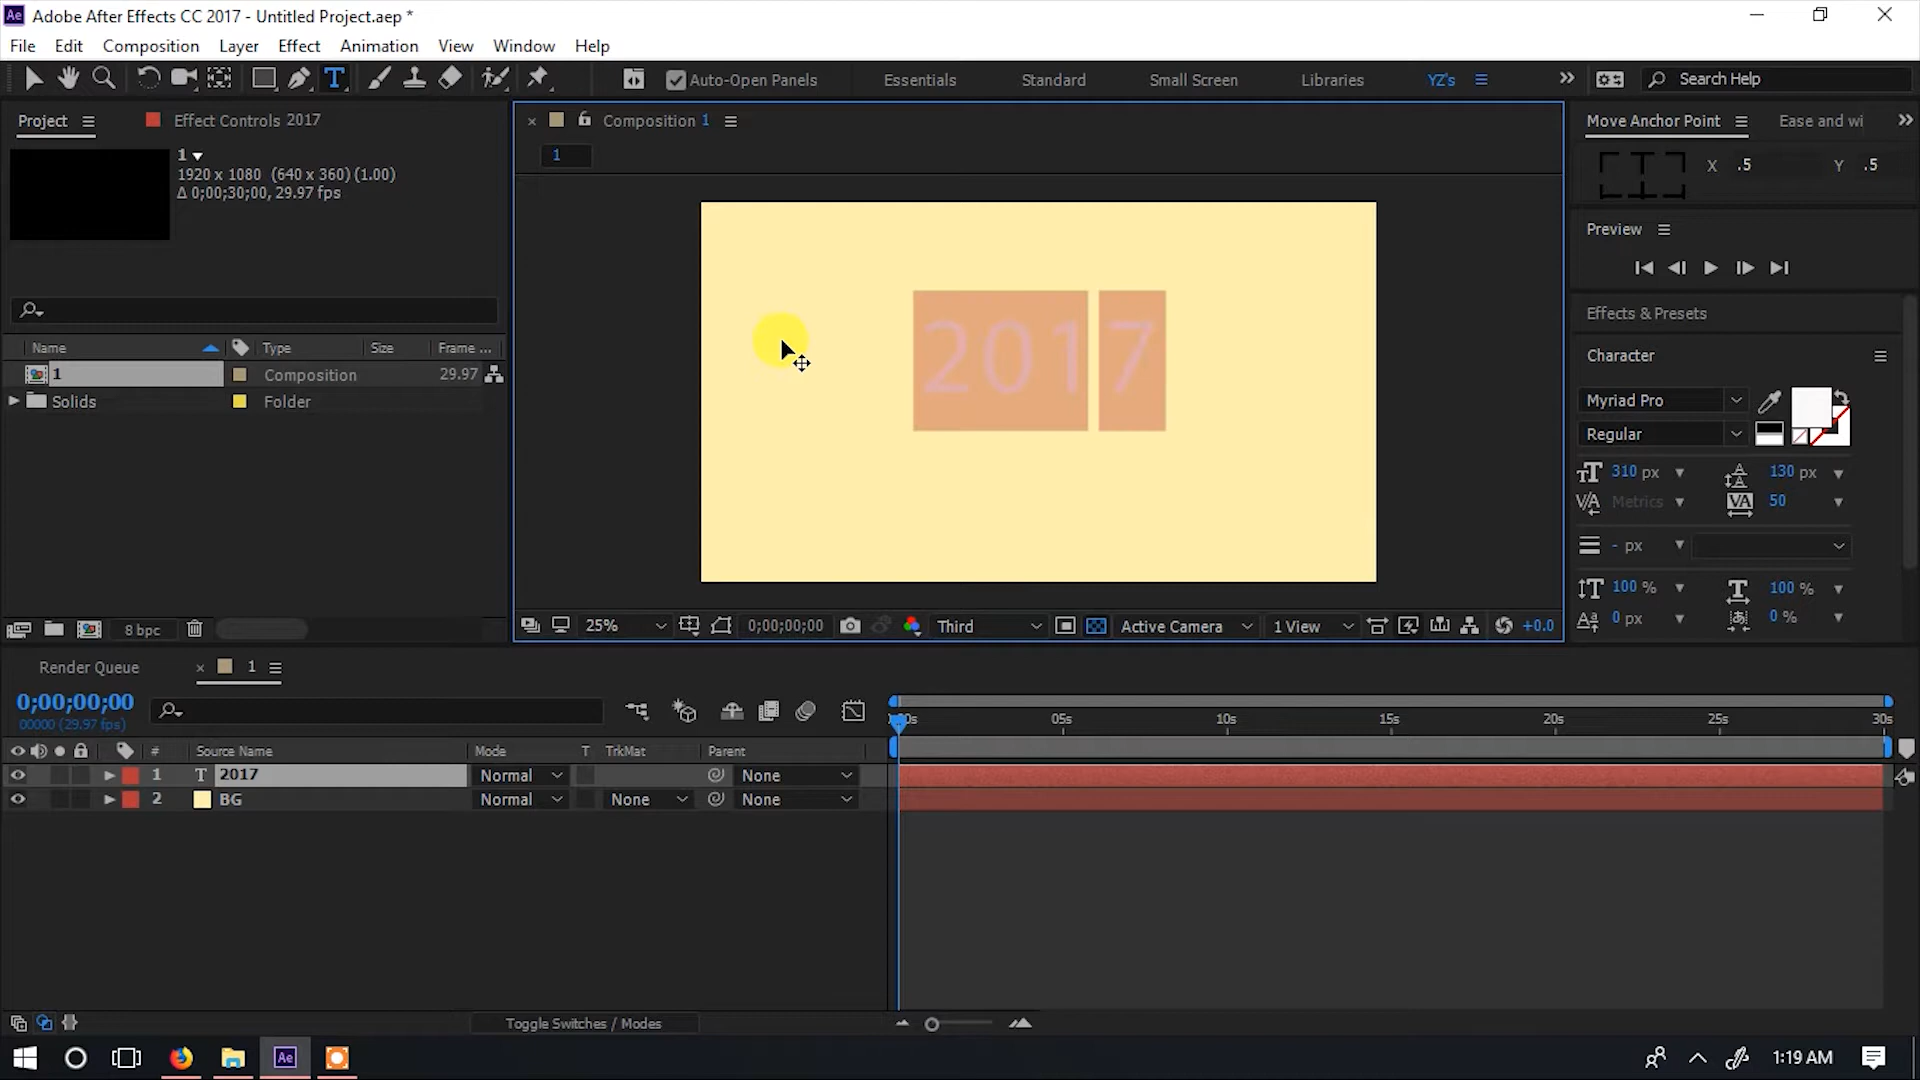 Ae Adobe After Effects CC 2017 - Untitled Project.aep *
File Edit Composition Layer Effect Animation View Window Help
T Auto-Open Panels Essentials Standard Small Screen Libraries YZ's Search Help
Project Effect Controls 2017
1
1920 x 1080 (640 x 360) (1.00)
Δ 0;00;30;00, 29.97 fps
Name Type Size Frame ...
1 Composition 29.97
Solids Folder
8 bpc
Composition 1
1
2017
25% 0;00;00;00 Third Active Camera 1 View +0.0
Move Anchor Point Ease and wi
X .5 Y .5
Preview
Effects & Presets
Character
Myriad Pro
Regular
310 px 130 px
Metrics 50
- px
100 % 100 %
0 px 0 %
Render Queue 1
0;00;00;00
00000 (29.97 fps)
05s 10s 15s 20s 25s 30s
# Source Name Mode T TrkMat Parent
1 T 2017 Normal None
2 BG Normal None None
Toggle Switches / Modes
Ae 1:19 AM